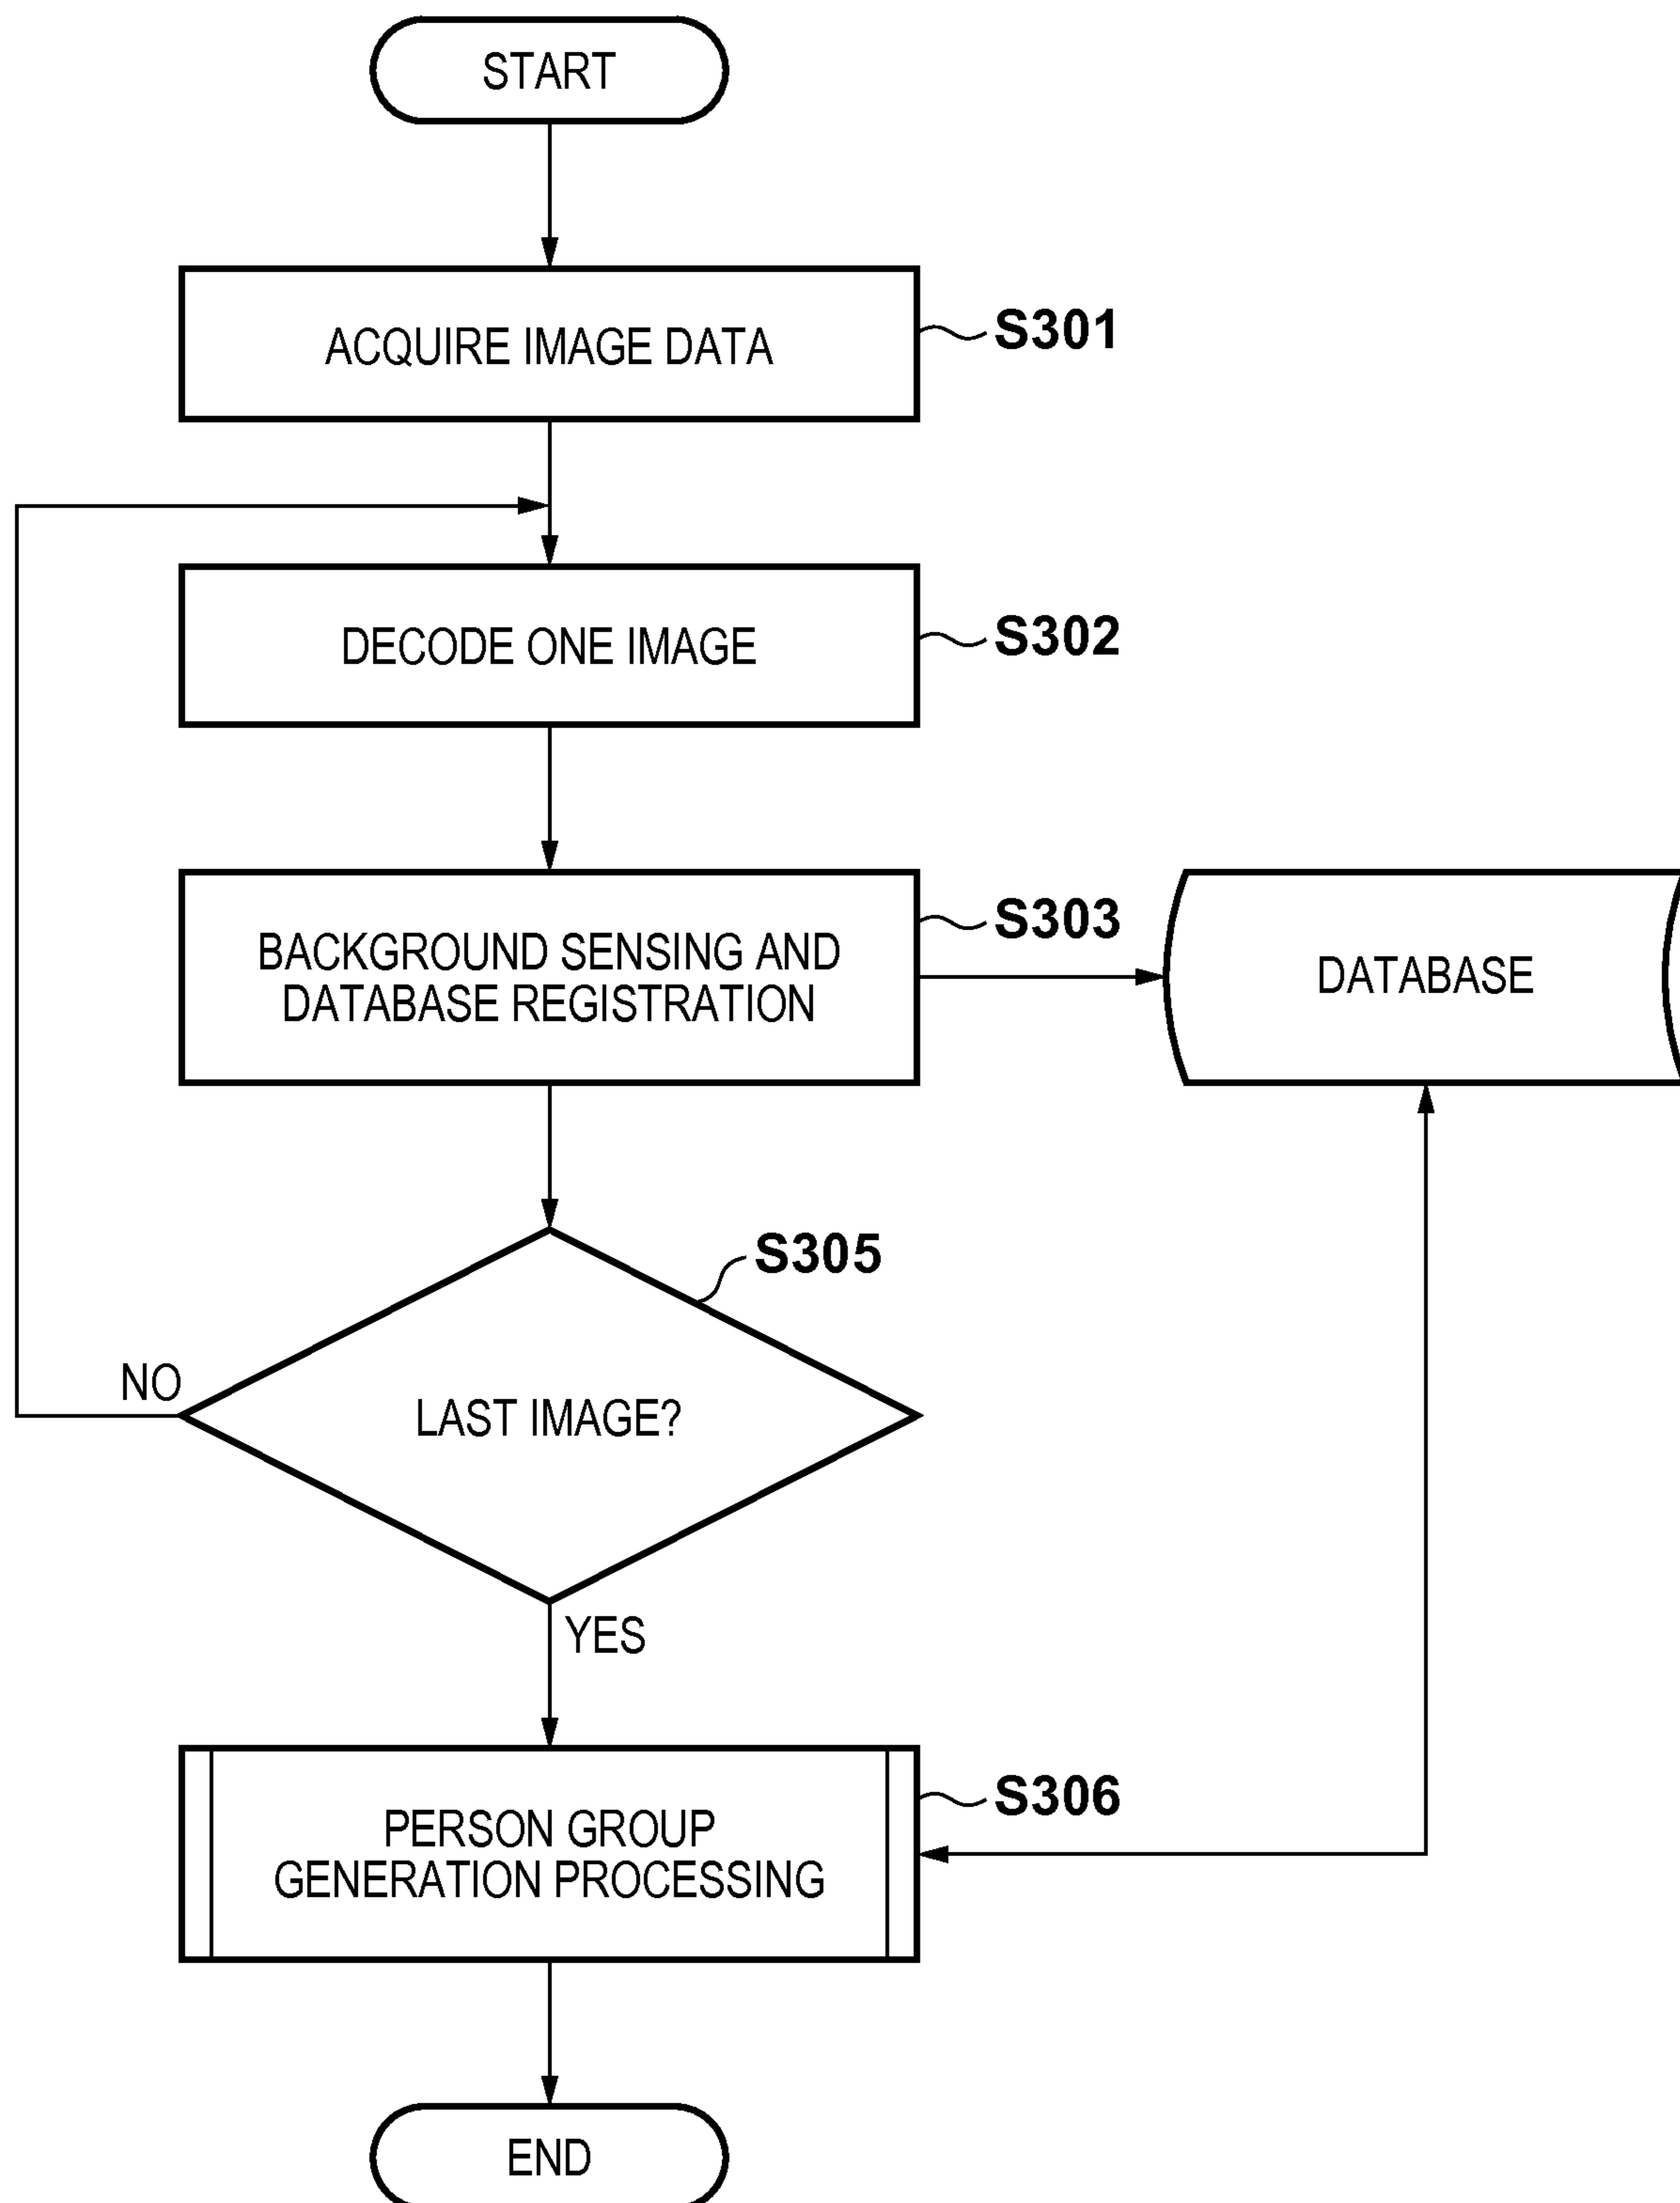 START
ACQUIRE IMAGE DATA
S301
DECODE ONE IMAGE
S302
BACKGROUND SENSING AND
DATABASE REGISTRATION
S303
DATABASE
S305
LAST IMAGE?
NO
YES
PERSON GROUP
GENERATION PROCESSING
S306
END